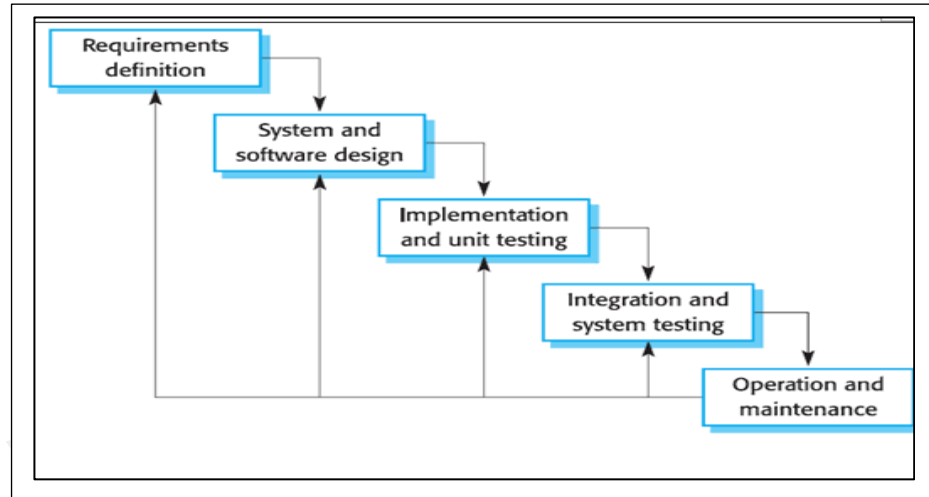 Requirements
definition
System and
software design
Implementation
and unit testing
Integration and
system testing
Operation and
maintenance